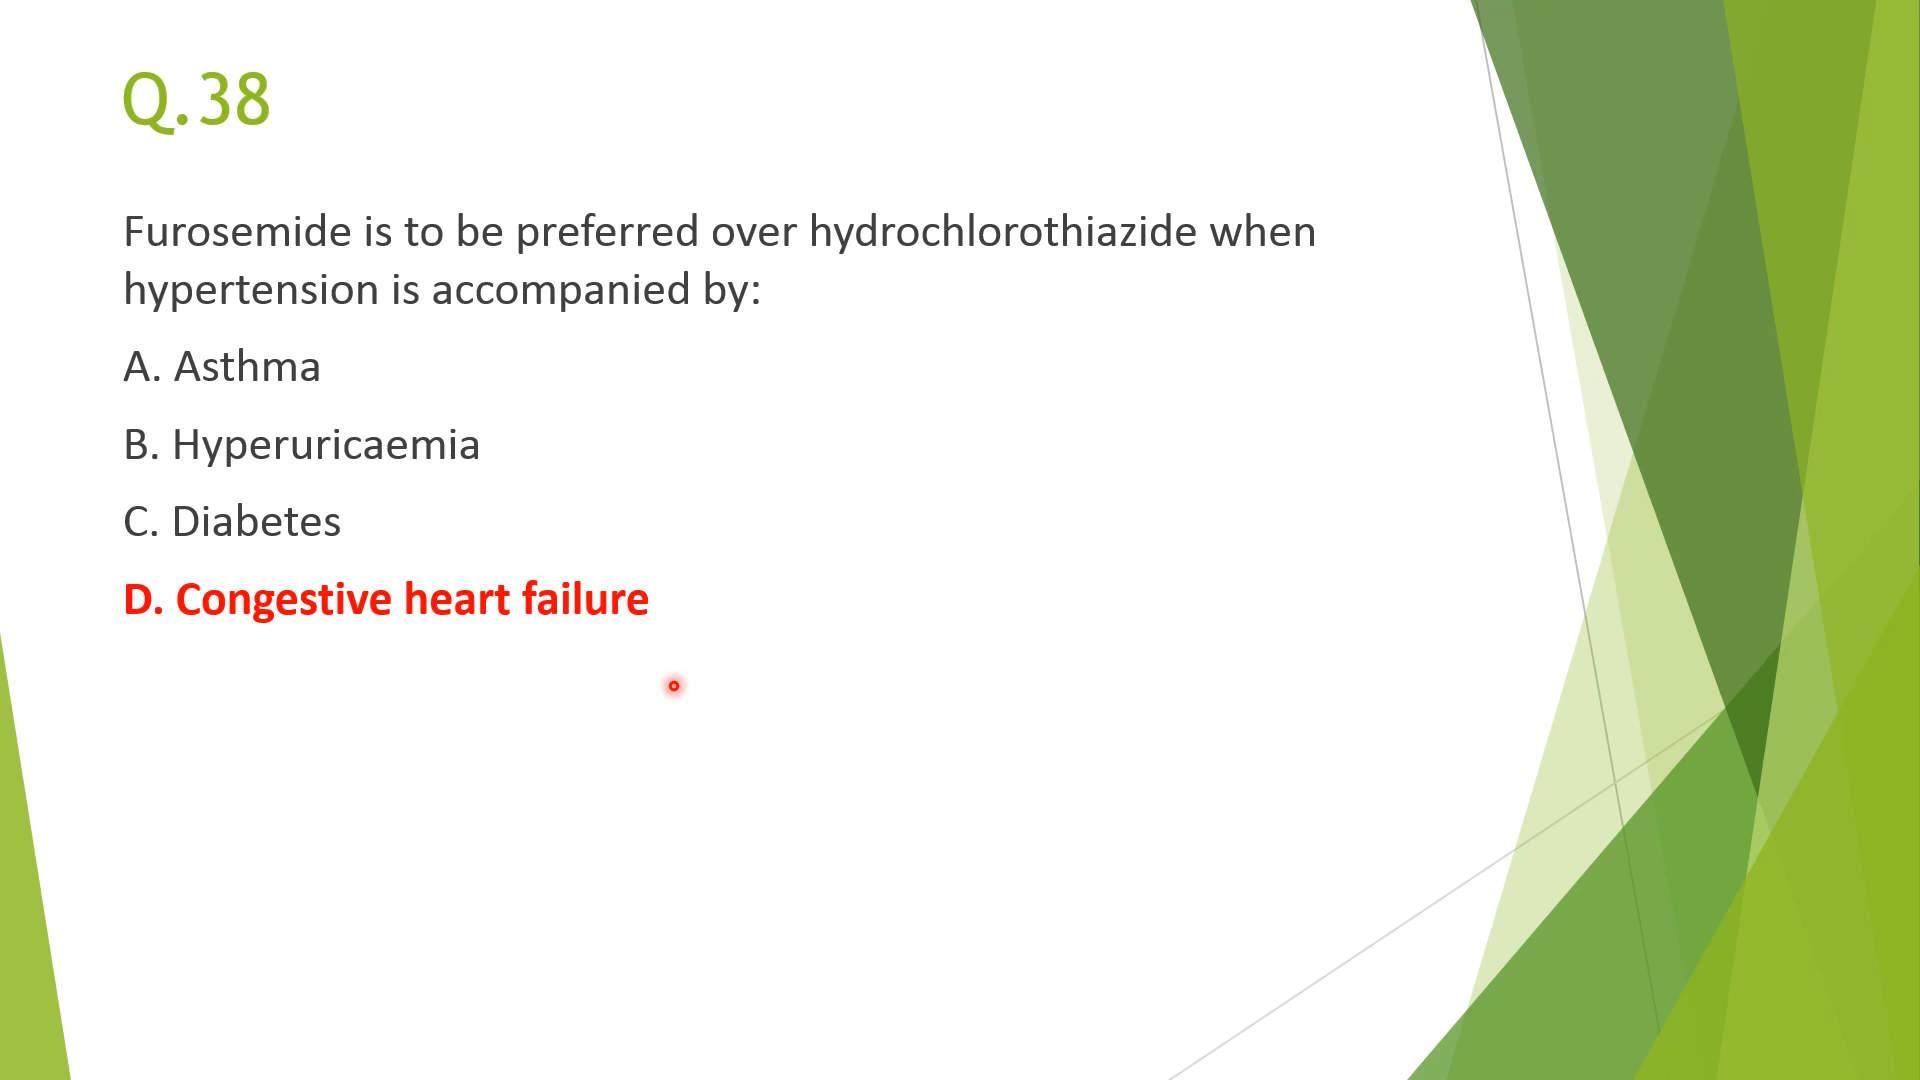 Q.38
Furosemide is to be preferred over hydrochlorothiazide when
hypertension is accompanied by:
A. Asthma
B. Hyperuricaemia
C. Diabetes
D. Congestive heart failure